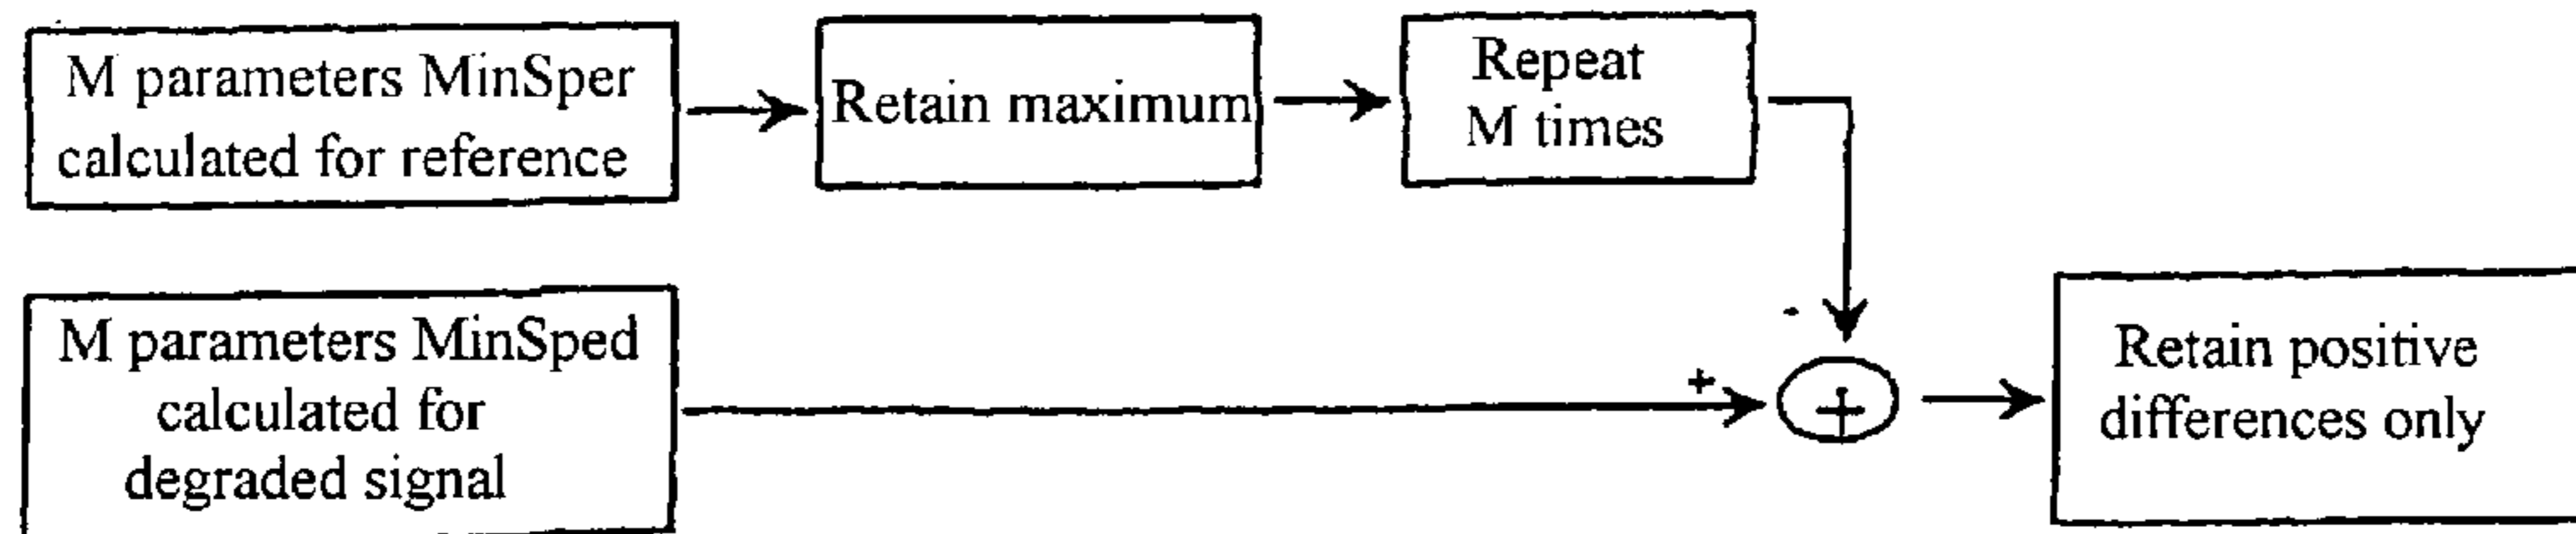 M parameters MinSper
calculated for reference
Retain maximum
Repeat
M times
M parameters MinSped
calculated for
degraded signal
-
+
+
Retain positive
differences only